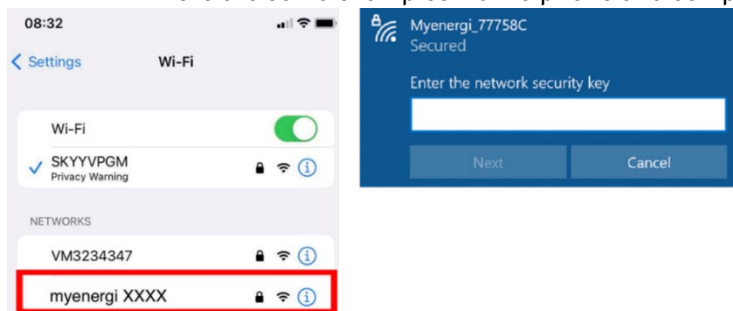 08:32
Settings
Wi-Fi
Wi-Fi
SKYYVPGM
Privacy Warning
NETWORKS
VM3234347
myenergi XXXX
Myenergi_77758C
Secured
Enter the network security key
Next
Cancel